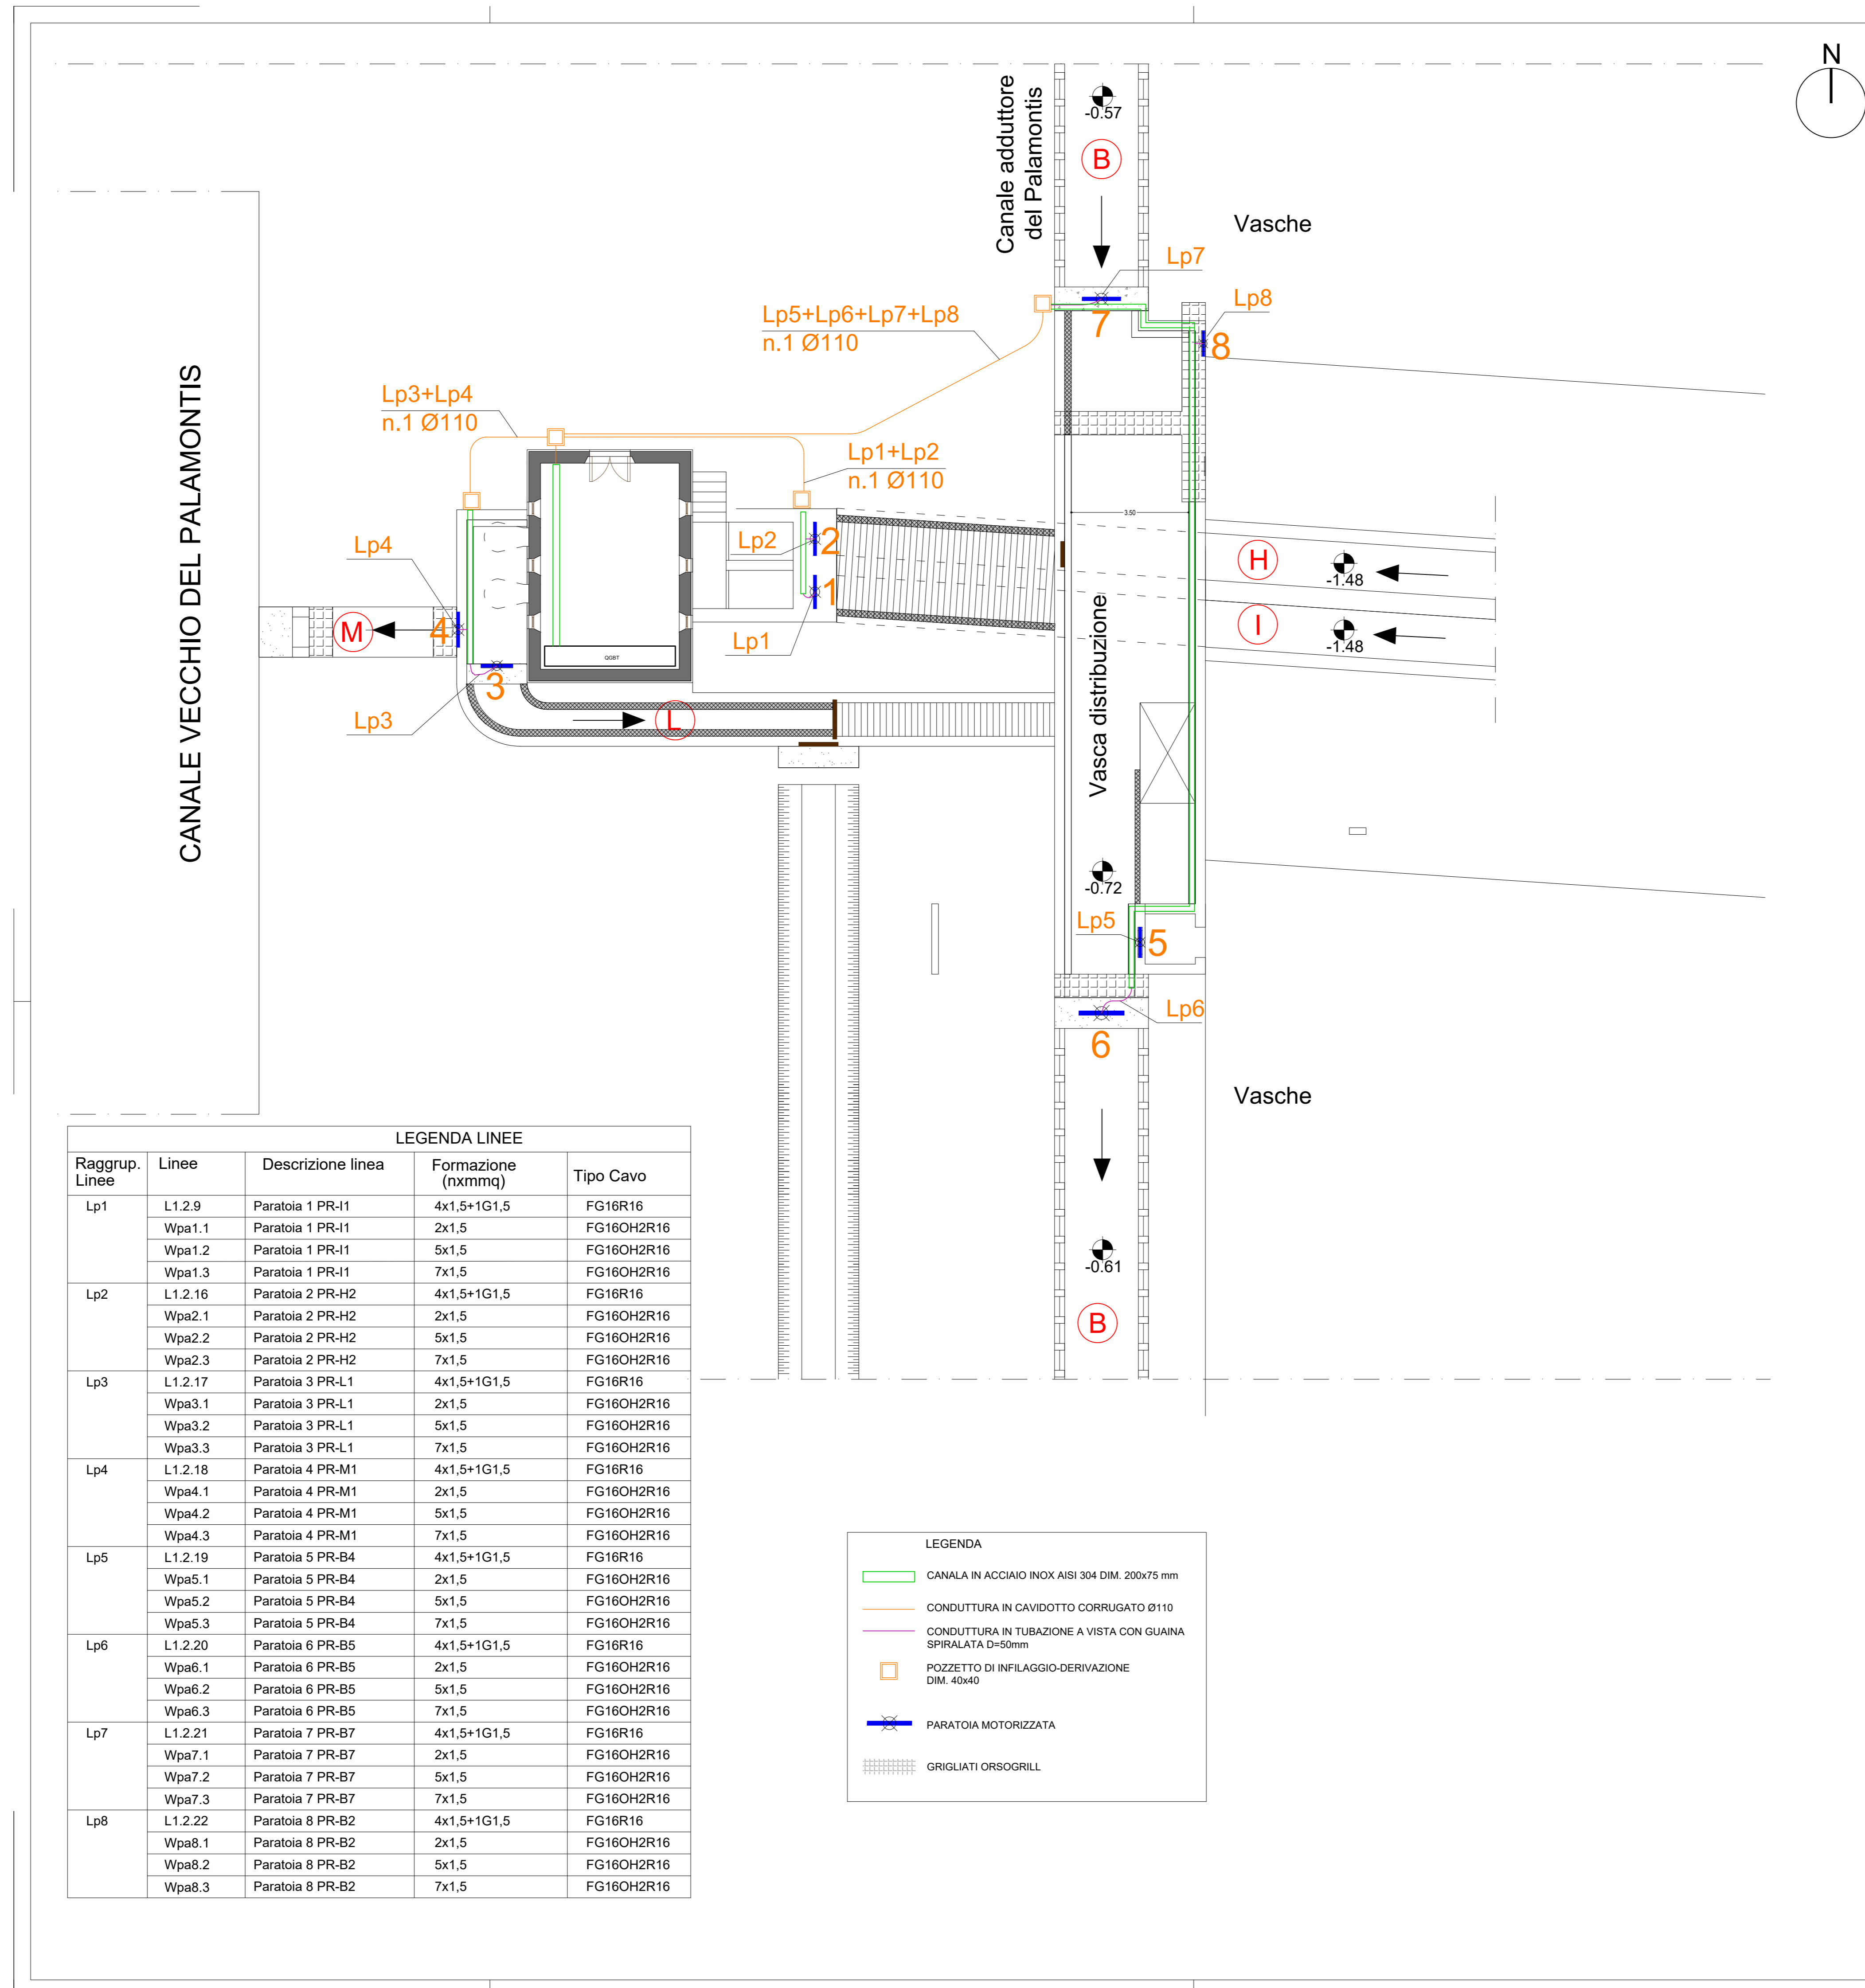 N
Canale adduttore
del Palamontis
-0.57
B
Vasche
Lp7
Lp8
Lp5+Lp6+Lp7+Lp8
n.1 Ø110
7
8
CANALE VECCHIO DEL PALAMONTIS
Lp3+Lp4
n.1 Ø110
Lp1+Lp2
n.1 Ø110
3.50
Lp4
Lp2
2
H
-1.48
1
I
-1.48
M
4
Lp1
QGBT
3
Lp3
L
Vasca distribuzione
-0.72
Lp5
5
Lp6
6
Vasche
-0.61
B
LEGENDA LINEE
Raggrup. Linee Linee Descrizione linea Formazione (nxmmq) Tipo Cavo
Lp1 L1.2.9 Paratoia 1 PR-I1 4x1,5+1G1,5 FG16R16
Wpa1.1 Paratoia 1 PR-I1 2x1,5 FG16OH2R16
Wpa1.2 Paratoia 1 PR-I1 5x1,5 FG16OH2R16
Wpa1.3 Paratoia 1 PR-I1 7x1,5 FG16OH2R16
Lp2 L1.2.16 Paratoia 2 PR-H2 4x1,5+1G1,5 FG16R16
Wpa2.1 Paratoia 2 PR-H2 2x1,5 FG16OH2R16
Wpa2.2 Paratoia 2 PR-H2 5x1,5 FG16OH2R16
Wpa2.3 Paratoia 2 PR-H2 7x1,5 FG16OH2R16
Lp3 L1.2.17 Paratoia 3 PR-L1 4x1,5+1G1,5 FG16R16
Wpa3.1 Paratoia 3 PR-L1 2x1,5 FG16OH2R16
Wpa3.2 Paratoia 3 PR-L1 5x1,5 FG16OH2R16
Wpa3.3 Paratoia 3 PR-L1 7x1,5 FG16OH2R16
Lp4 L1.2.18 Paratoia 4 PR-M1 4x1,5+1G1,5 FG16R16
Wpa4.1 Paratoia 4 PR-M1 2x1,5 FG16OH2R16
Wpa4.2 Paratoia 4 PR-M1 5x1,5 FG16OH2R16
Wpa4.3 Paratoia 4 PR-M1 7x1,5 FG16OH2R16
Lp5 L1.2.19 Paratoia 5 PR-B4 4x1,5+1G1,5 FG16R16
Wpa5.1 Paratoia 5 PR-B4 2x1,5 FG16OH2R16
Wpa5.2 Paratoia 5 PR-B4 5x1,5 FG16OH2R16
Wpa5.3 Paratoia 5 PR-B4 7x1,5 FG16OH2R16
Lp6 L1.2.20 Paratoia 6 PR-B5 4x1,5+1G1,5 FG16R16
Wpa6.1 Paratoia 6 PR-B5 2x1,5 FG16OH2R16
Wpa6.2 Paratoia 6 PR-B5 5x1,5 FG16OH2R16
Wpa6.3 Paratoia 6 PR-B5 7x1,5 FG16OH2R16
Lp7 L1.2.21 Paratoia 7 PR-B7 4x1,5+1G1,5 FG16R16
Wpa7.1 Paratoia 7 PR-B7 2x1,5 FG16OH2R16
Wpa7.2 Paratoia 7 PR-B7 5x1,5 FG16OH2R16
Wpa7.3 Paratoia 7 PR-B7 7x1,5 FG16OH2R16
Lp8 L1.2.22 Paratoia 8 PR-B2 4x1,5+1G1,5 FG16R16
Wpa8.1 Paratoia 8 PR-B2 2x1,5 FG16OH2R16
Wpa8.2 Paratoia 8 PR-B2 5x1,5 FG16OH2R16
Wpa8.3 Paratoia 8 PR-B2 7x1,5 FG16OH2R16
LEGENDA
CANALA IN ACCIAIO INOX AISI 304 DIM. 200x75 mm
CONDUTTURA IN CAVIDOTTO CORRUGATO Ø110
CONDUTTURA IN TUBAZIONE A VISTA CON GUAINA
SPIRALATA D=50mm
POZZETTO DI INFILAGGIO-DERIVAZIONE
DIM. 40x40
PARATOIA MOTORIZZATA
GRIGLIATI ORSOGRILL